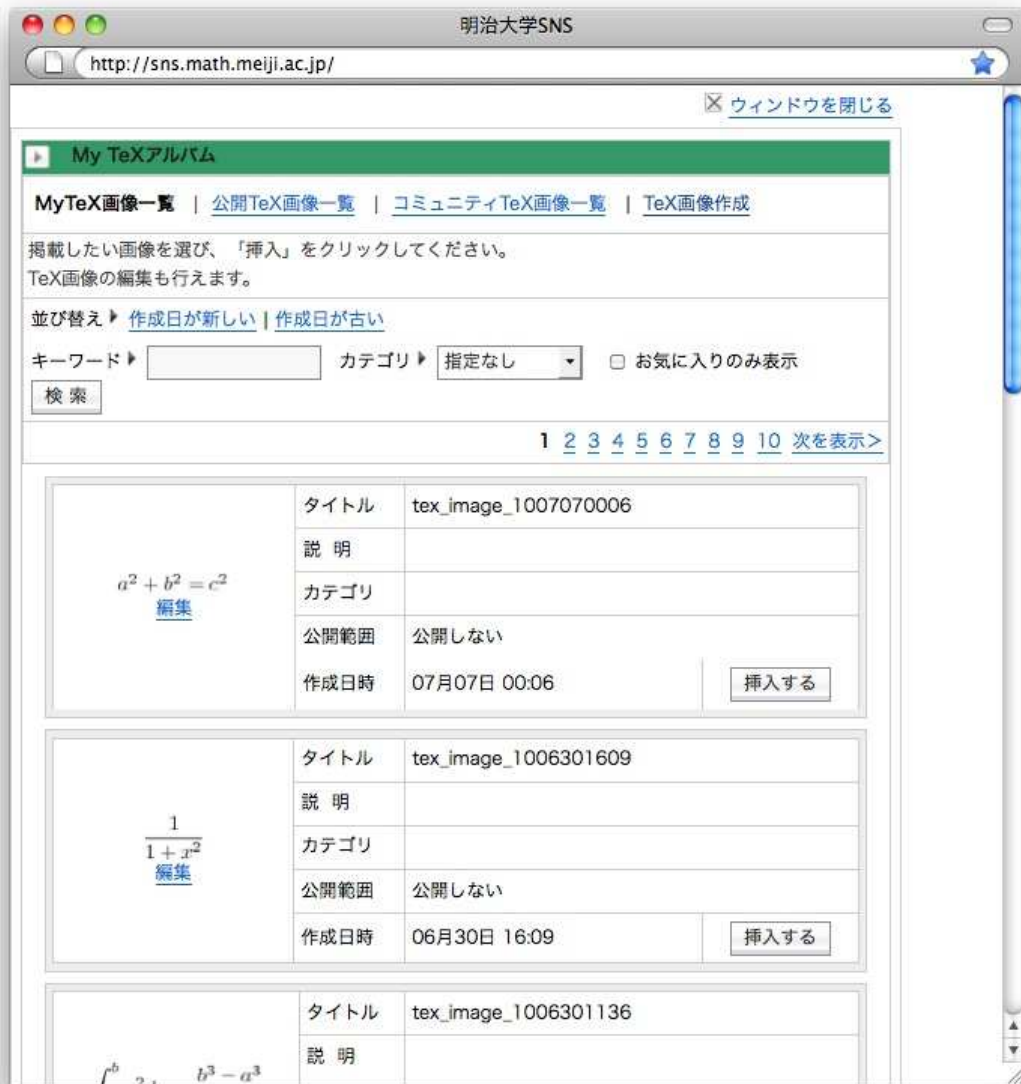 明治大学SNS
http://sns.math.meiji.ac.jp/
ウィンドウを閉じる
My TeXアルバム
MyTeX画像一覧 | 公開TeX画像一覧 | コミュニティTeX画像一覧 | TeX画像作成
掲載したい画像を選び、「挿入」をクリックしてください。
TeX画像の編集も行えます。
並び替え 作成日が新しい | 作成日が古い
キーワード カテゴリ 指定なし お気に入りのみ表示
検 索
1 2 3 4 5 6 7 8 9 10 次を表示＞
a² + b² = c²
編集
タイトル tex_image_1007070006
説 明
カテゴリ
公開範囲 公開しない
作成日時 07月07日 00:06 挿入する
1
1 + x²
編集
タイトル tex_image_1006301609
説 明
カテゴリ
公開範囲 公開しない
作成日時 06月30日 16:09 挿入する
タイトル tex_image_1006301136
説 明
b³ − a³